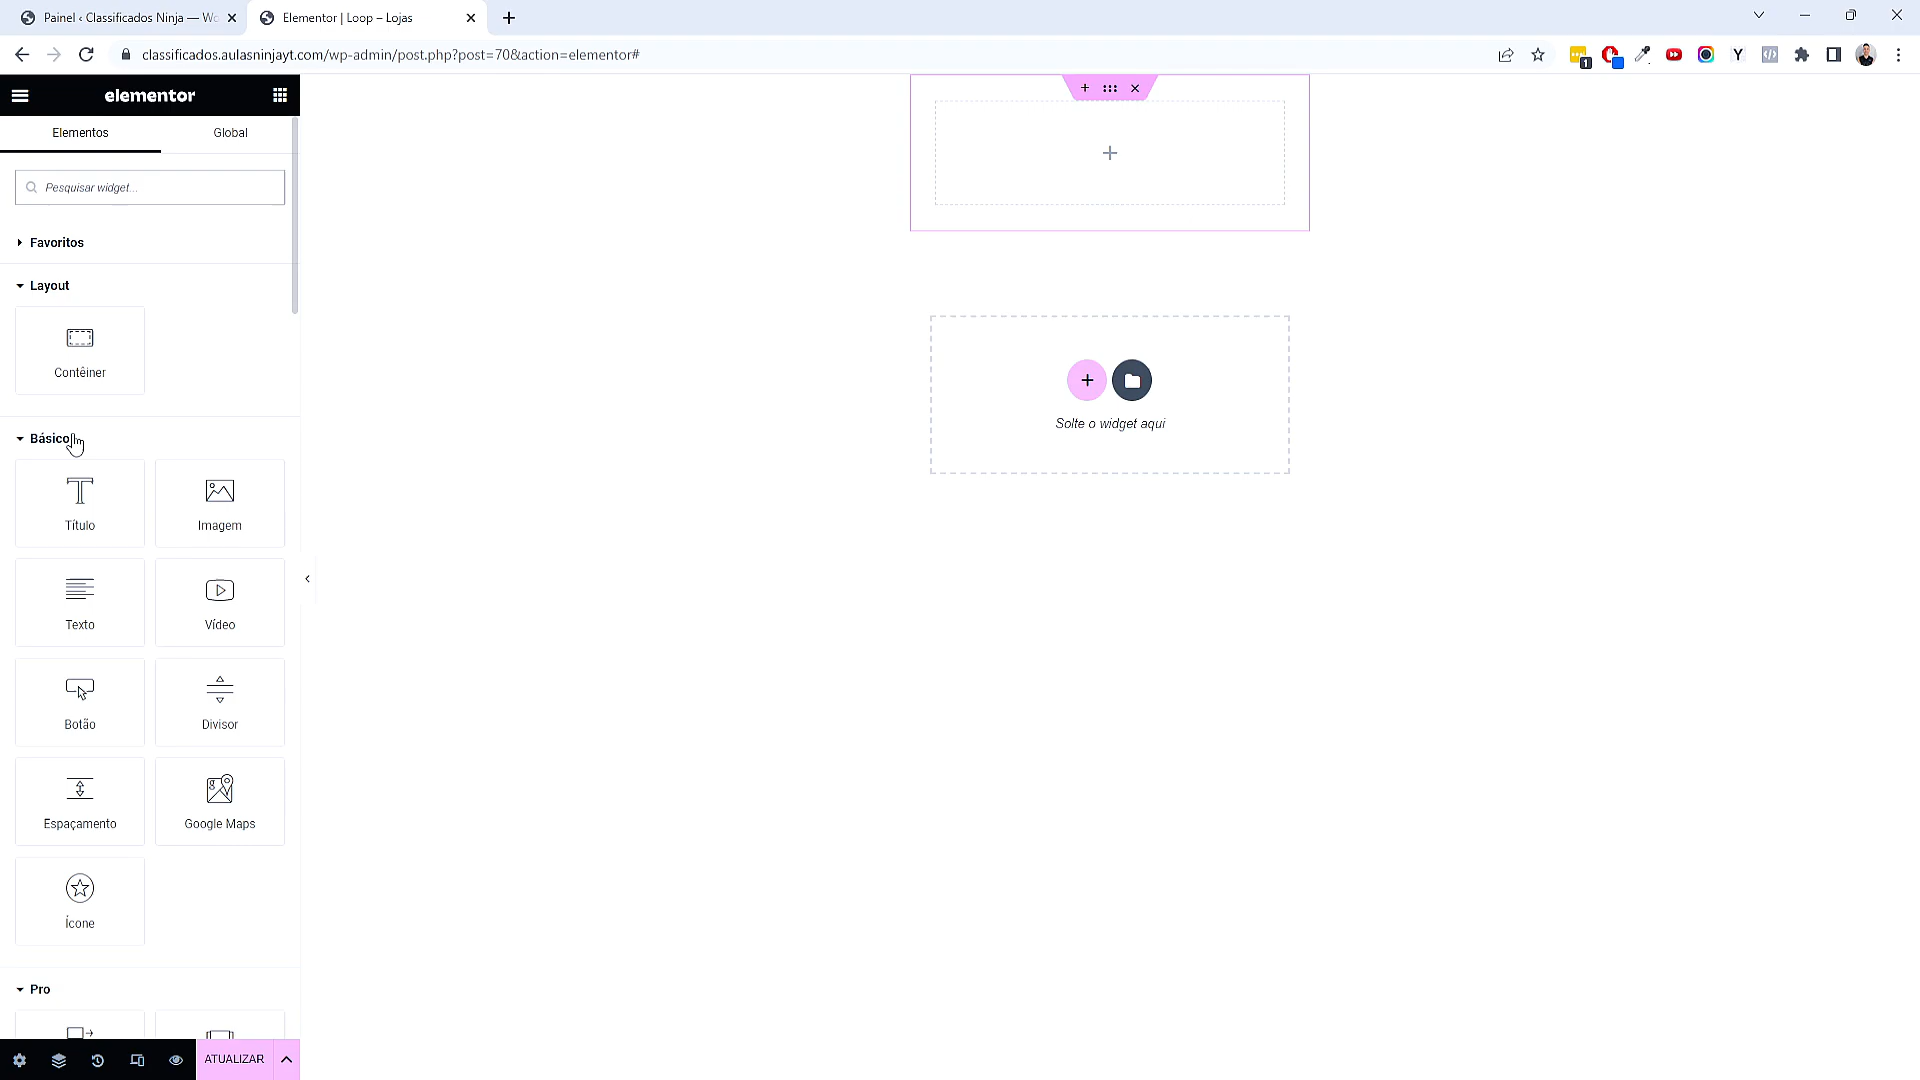 Painel ‹ Classificados Ninja — Wo
Elementor | Loop – Lojas
classificados.aulasninjayt.com/wp-admin/post.php?post=70&action=elementor#
1
Y
elementor
Elementos
Global
Pesquisar widget...
Favoritos
Layout
Contêiner
Básico
Título
Imagem
Texto
Vídeo
Botão
Divisor
Espaçamento
Google Maps
Ícone
Pro
ATUALIZAR
Solte o widget aqui